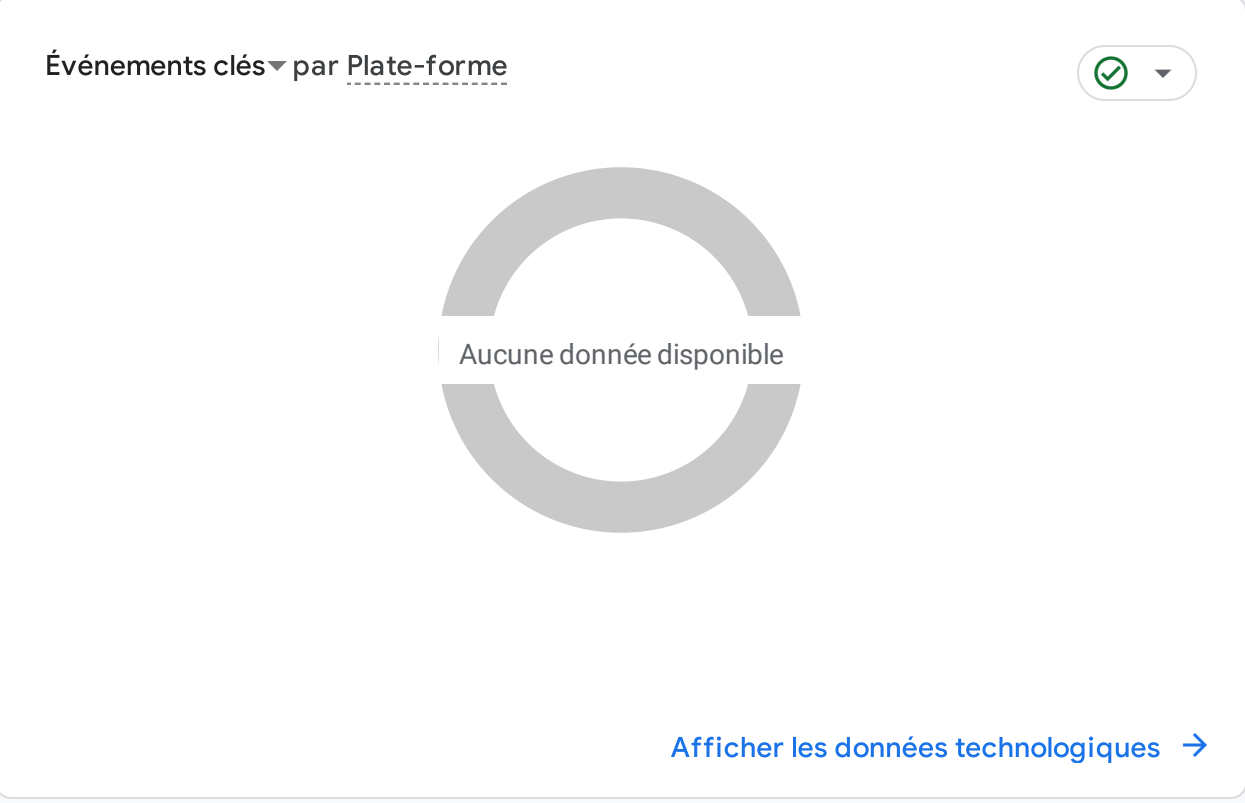 Événements clés par Plate-forme
Aucune donnée disponible
Afficher les données technologiques